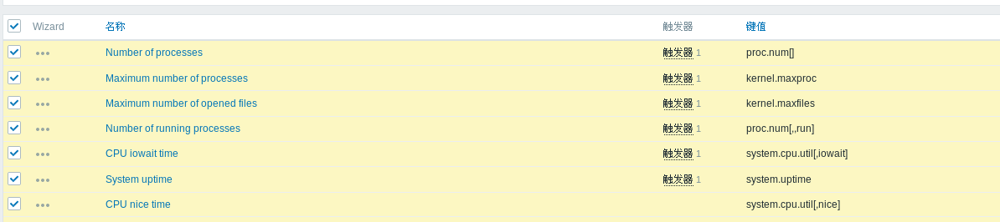 Wizard 名称 触发器 键值
Number of processes 触发器 1 proc.num[]
Maximum number of processes 触发器 1 kernel.maxproc
Maximum number of opened files 触发器 1 kernel.maxfiles
Number of running processes 触发器 1 proc.num[,,run]
CPU iowait time 触发器 1 system.cpu.util[,iowait]
System uptime 触发器 1 system.uptime
CPU nice time system.cpu.util[,nice]